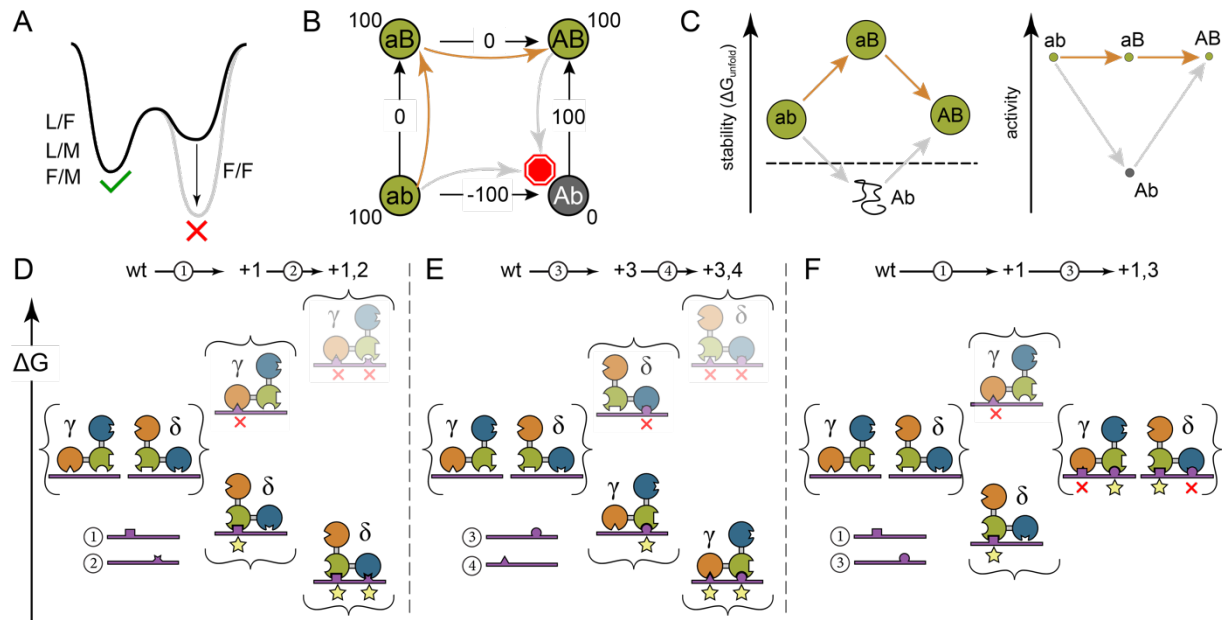 A
L/F
L/M
F/M
F/F
B
100
aB
0
100
AB
0
100
ab
100
-100
Ab
0
C
stability (ΔGunfold)
ab
aB
AB
Ab
activity
ab
aB
AB
Ab
D
wt 1 +1 2 +1,2
ΔG
γ
δ
γ
δ
γ
δ
1
2
E
wt 3 +3 4 +3,4
γ
δ
δ
γ
δ
γ
3
4
F
wt 1 +1 3 +1,3
γ
δ
γ
δ
γ
δ
1
3